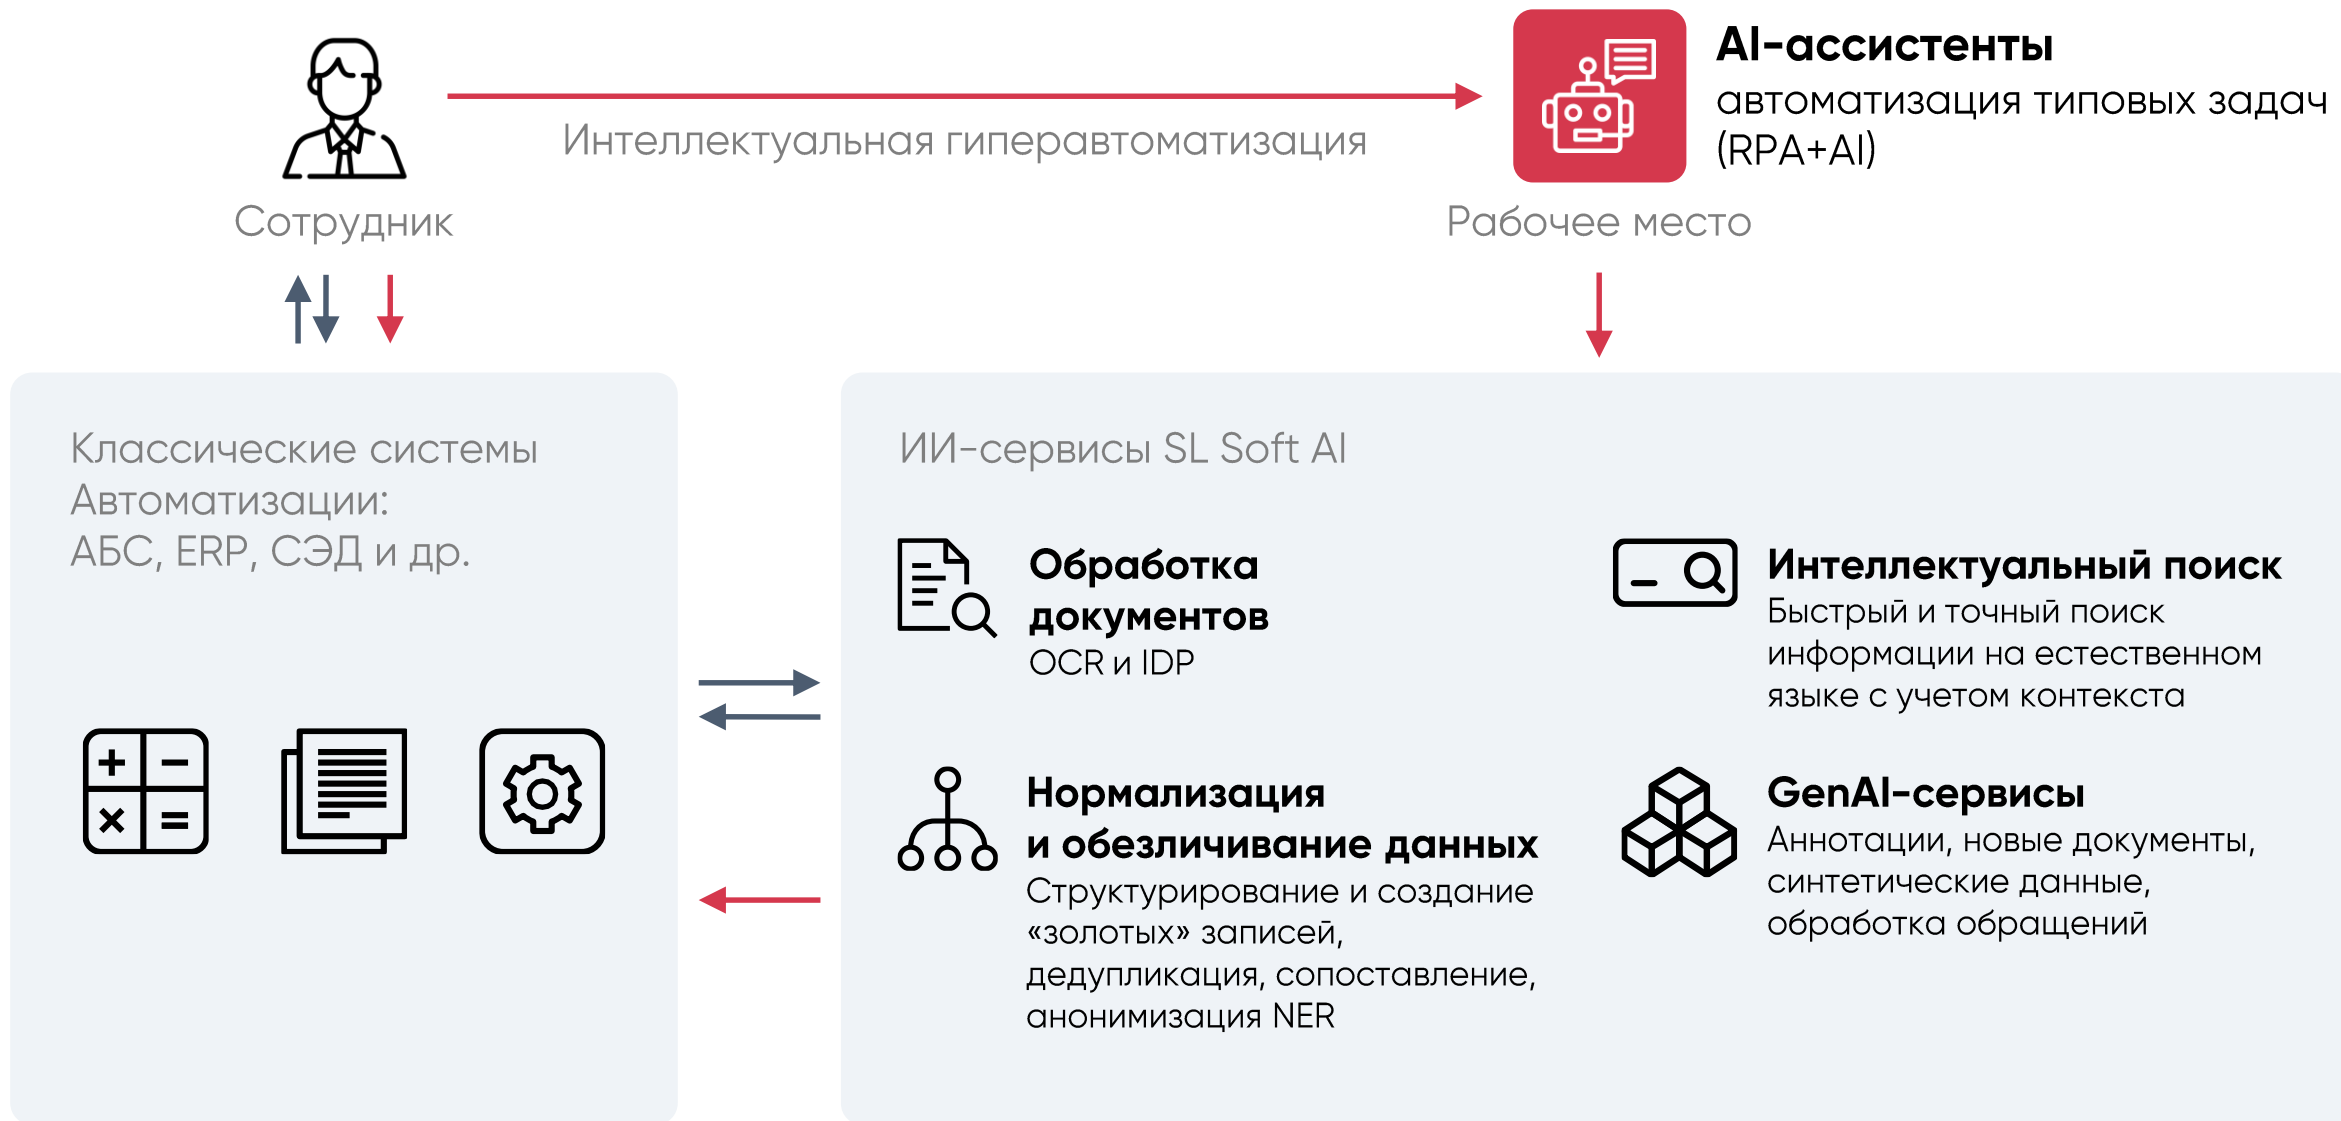 AI-ассистенты
автоматизация типовых задач
(RPA+AI)
Интеллектуальная гиперавтоматизация
Сотрудник
Рабочее место
Классические системы
Автоматизации:
АБС, ERP, СЭД и др.
ИИ-сервисы SL Soft AI
Обработка
документов
OCR и IDP
Интеллектуальный поиск
Быстрый и точный поиск
информации на естественном
языке с учетом контекста
Нормализация
и обезличивание данных
Структурирование и создание
«золотых» записей,
дедупликация, сопоставление,
анонимизация NER
GenAI-сервисы
Аннотации, новые документы,
синтетические данные,
обработка обращений